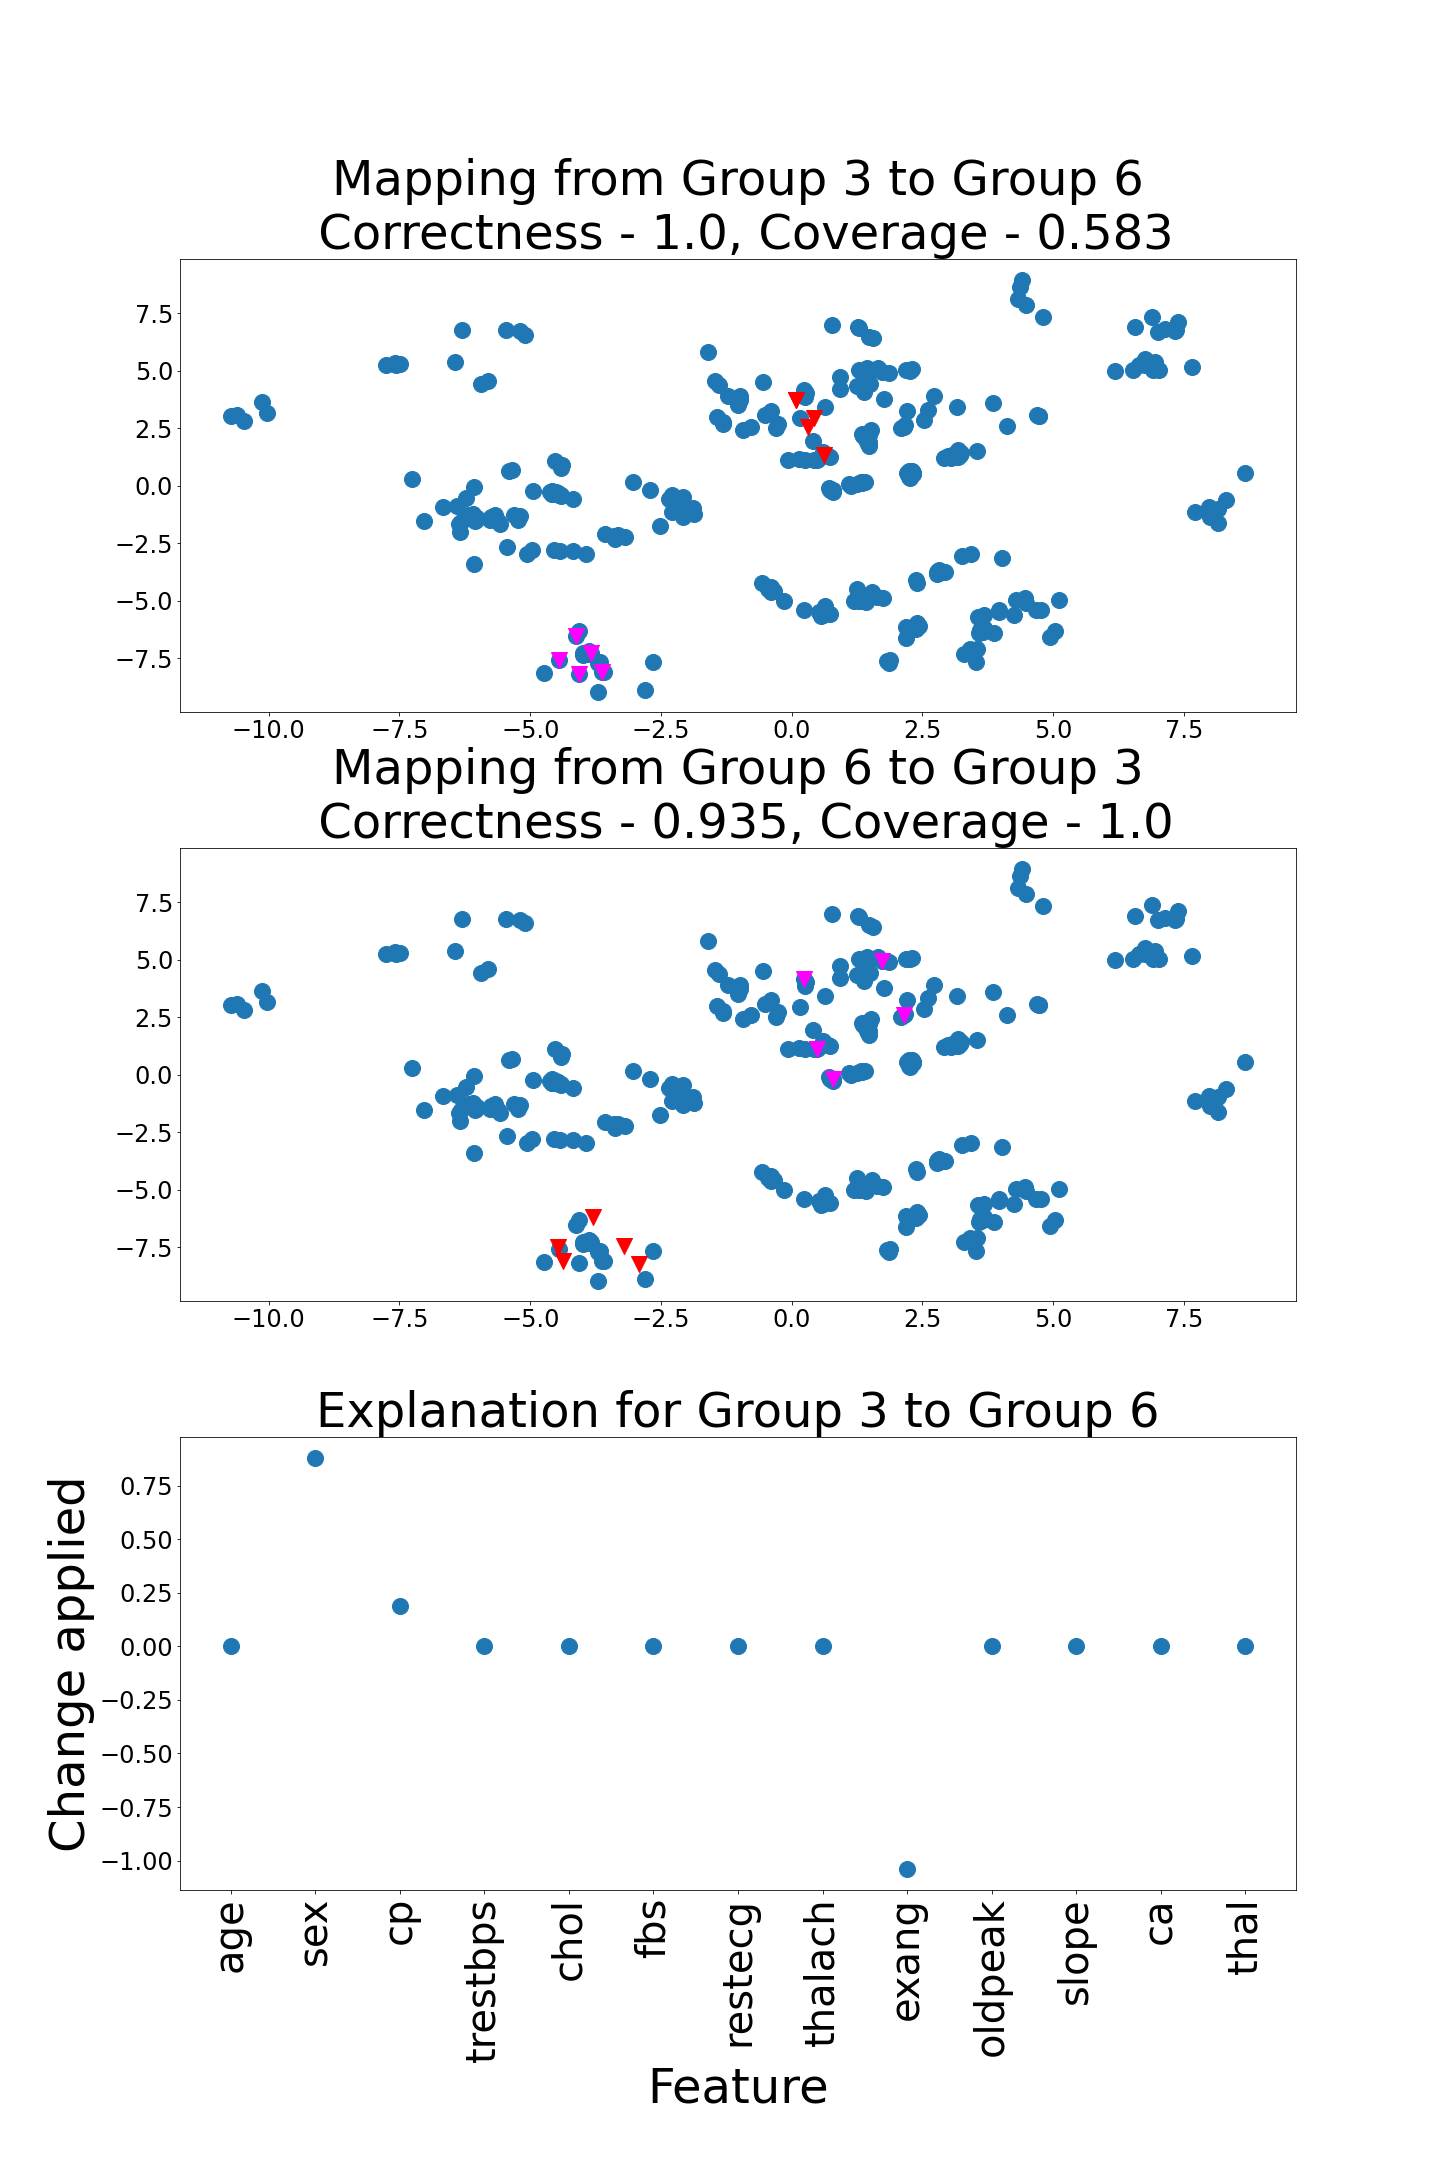 Mapping from Group 3 to Group 6
Correctness - 1.0, Coverage - 0.583
7.5
5.0
2.5
0.0
−2.5
−5.0
−7.5
−10.0 −7.5 −5.0 −2.5 0.0 2.5 5.0 7.5
Mapping from Group 6 to Group 3
Correctness - 0.935, Coverage - 1.0
7.5
5.0
2.5
0.0
−2.5
−5.0
−7.5
−10.0 −7.5 −5.0 −2.5 0.0 2.5 5.0 7.5
Explanation for Group 3 to Group 6
Change applied
0.75
0.50
0.25
0.00
−0.25
−0.50
−0.75
−1.00
age
sex
cp
trestbps
chol
fbs
restecg
thalach
exang
oldpeak
slope
ca
thal
Feature